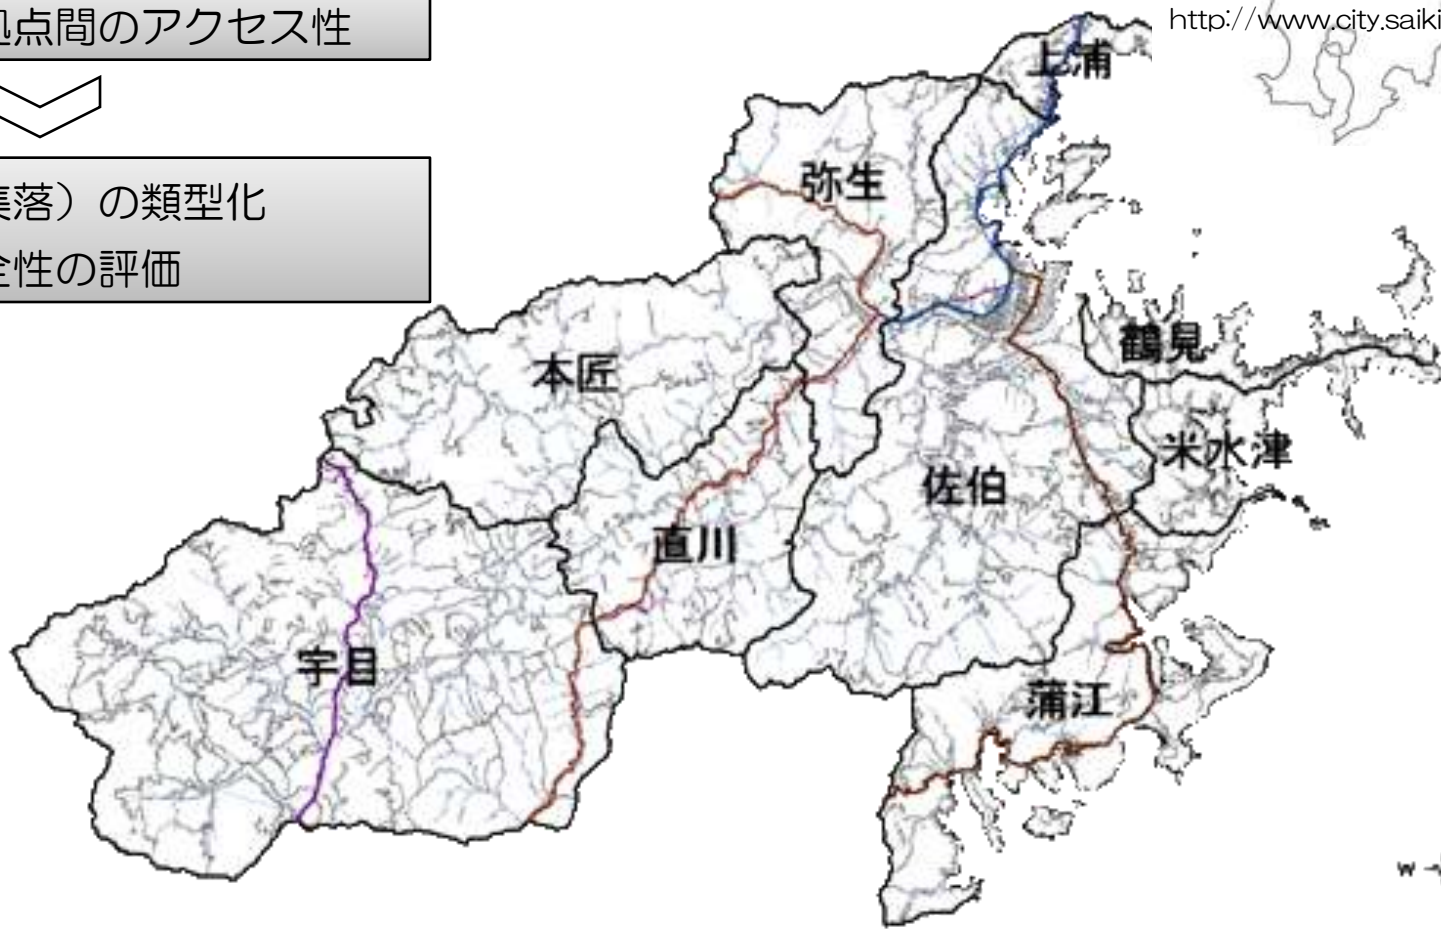 点間のアクセス性
http://www.city.saiki
上浦
落）の類型化
弥生
性の評価
鶴見
本匠
米水津
佐伯
直川
宇目
蒲江
W